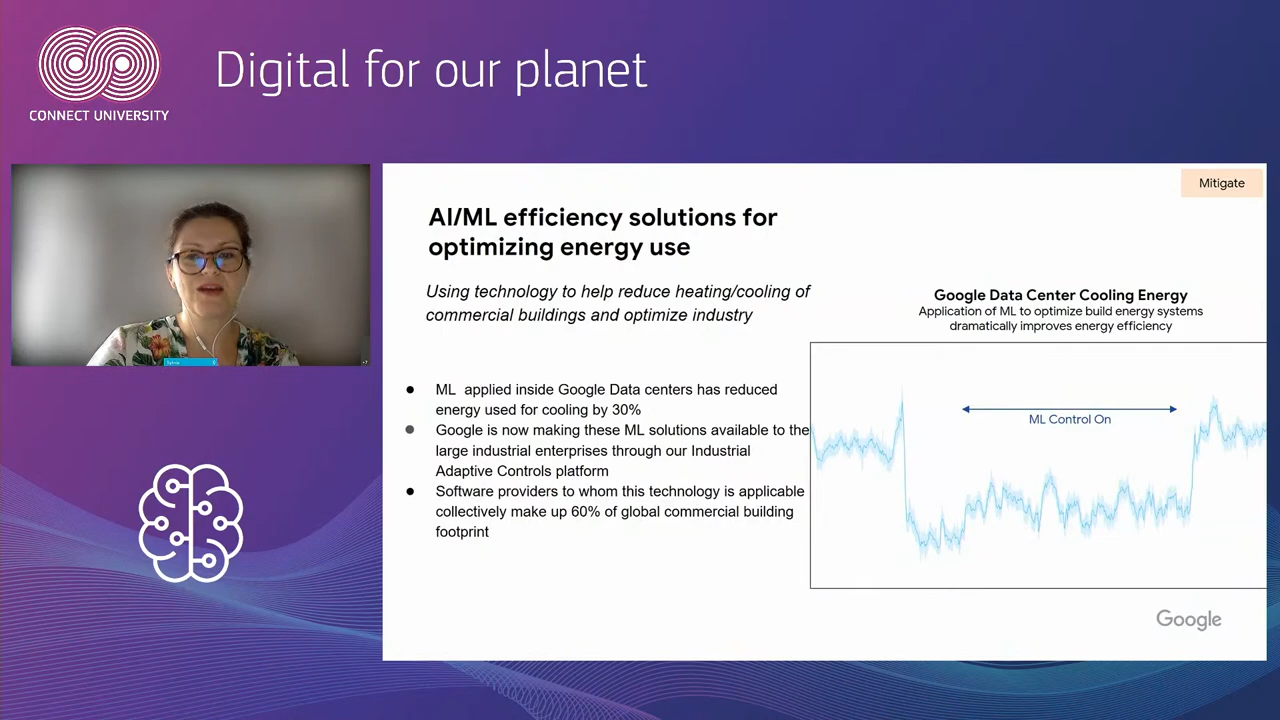 Digital for our planet
CONNECT UNIVERSITY
Mitigate
AI/ML efficiency solutions for
optimizing energy use
Using technology to help reduce heating/cooling of
commercial buildings and optimize industry
● ML applied inside Google Data centers has reduced
energy used for cooling by 30%
● Google is now making these ML solutions available to the
large industrial enterprises through our Industrial
Adaptive Controls platform
● Software providers to whom this technology is applicable
collectively make up 60% of global commercial building
footprint
Google Data Center Cooling Energy
Application of ML to optimize build energy systems
dramatically improves energy efficiency
ML Control On
Google